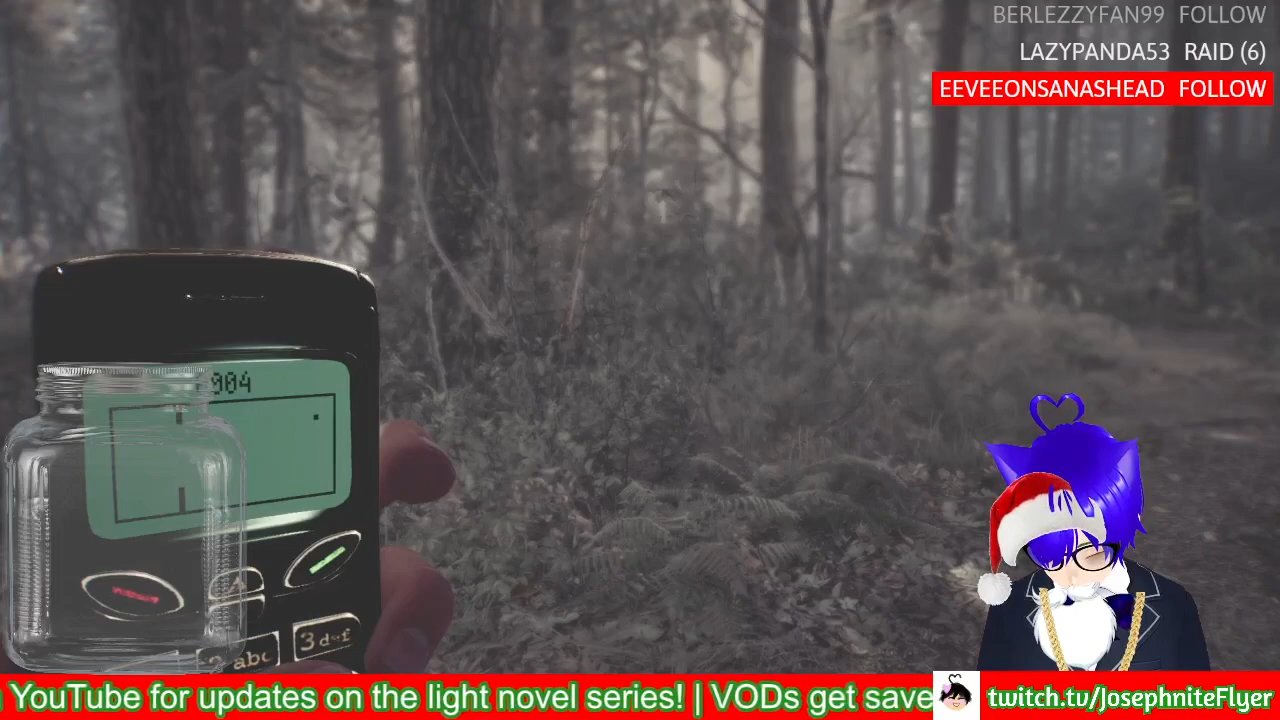 BERLEZZYFAN99 FOLLOW
LAZYPANDA53 RAID (6)
EEVEEONSANASHEAD FOLLOW
004
abc
3 def
YouTube for updates on the light novel series! | VODs get save
twitch.tv/JosephniteFlyer